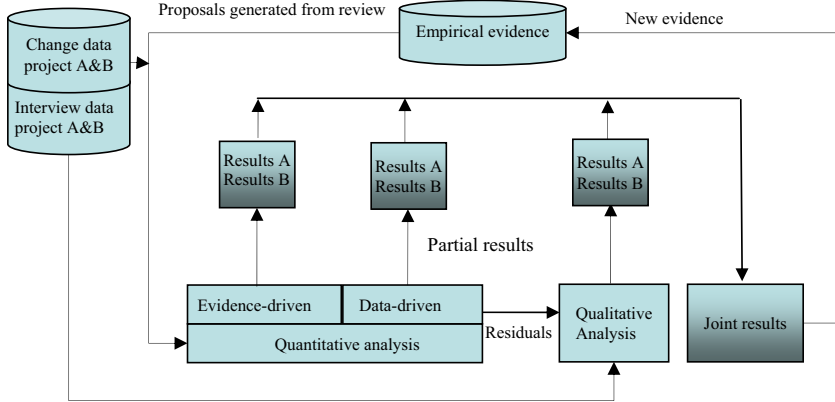 Proposals generated from review
Empirical evidence
New evidence
Change data
project A&B
Interview data
project A&B
Results A
Results B
Results A
Results B
Results A
Results B
Partial results
Evidence-driven
Data-driven
Quantitative analysis
Residuals
Qualitative
Analysis
Joint results